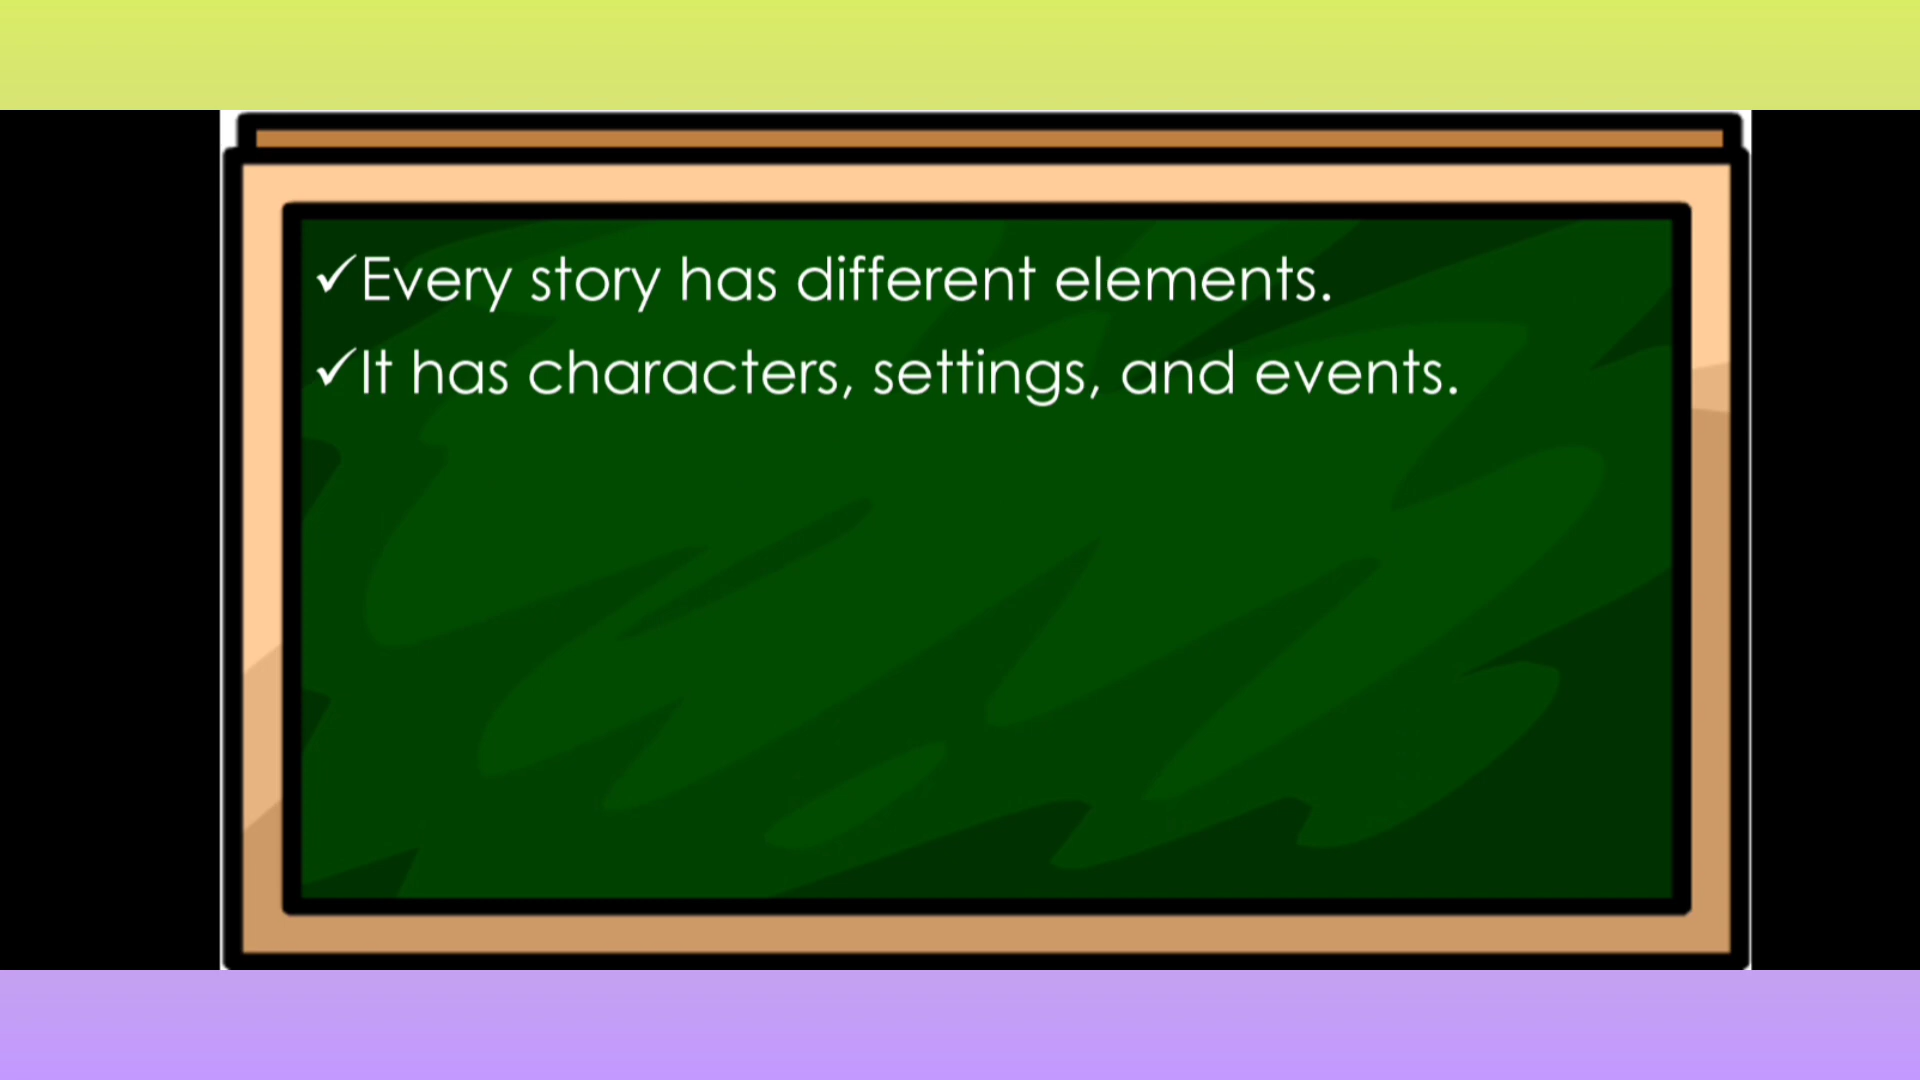 ✓Every story has different elements.
✓It has characters, settings, and events.